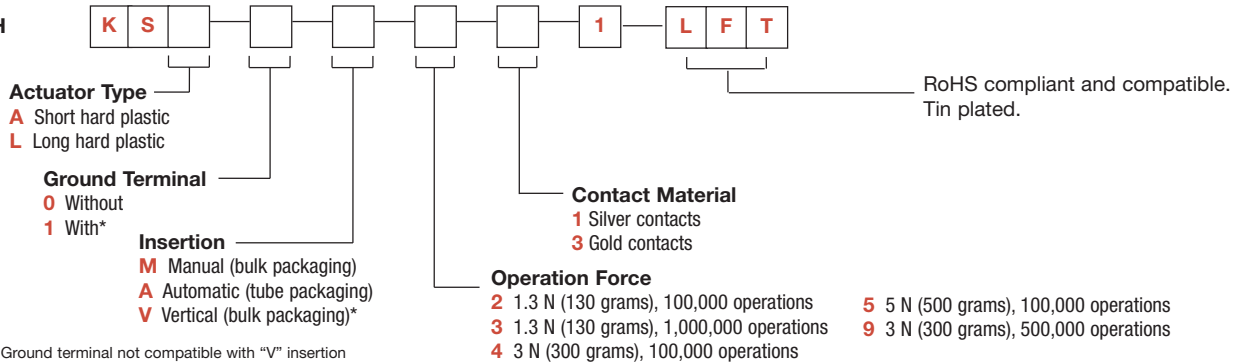 H
K S 1 L F T
Actuator Type
A Short hard plastic
L Long hard plastic
RoHS compliant and compatible.
Tin plated.
Ground Terminal
0 Without
1 With*
Contact Material
1 Silver contacts
3 Gold contacts
Insertion
M Manual (bulk packaging)
A Automatic (tube packaging)
V Vertical (bulk packaging)*
Operation Force
2 1.3 N (130 grams), 100,000 operations
3 1.3 N (130 grams), 1,000,000 operations
4 3 N (300 grams), 100,000 operations
5 5 N (500 grams), 100,000 operations
9 3 N (300 grams), 500,000 operations
Ground terminal not compatible with “V” insertion